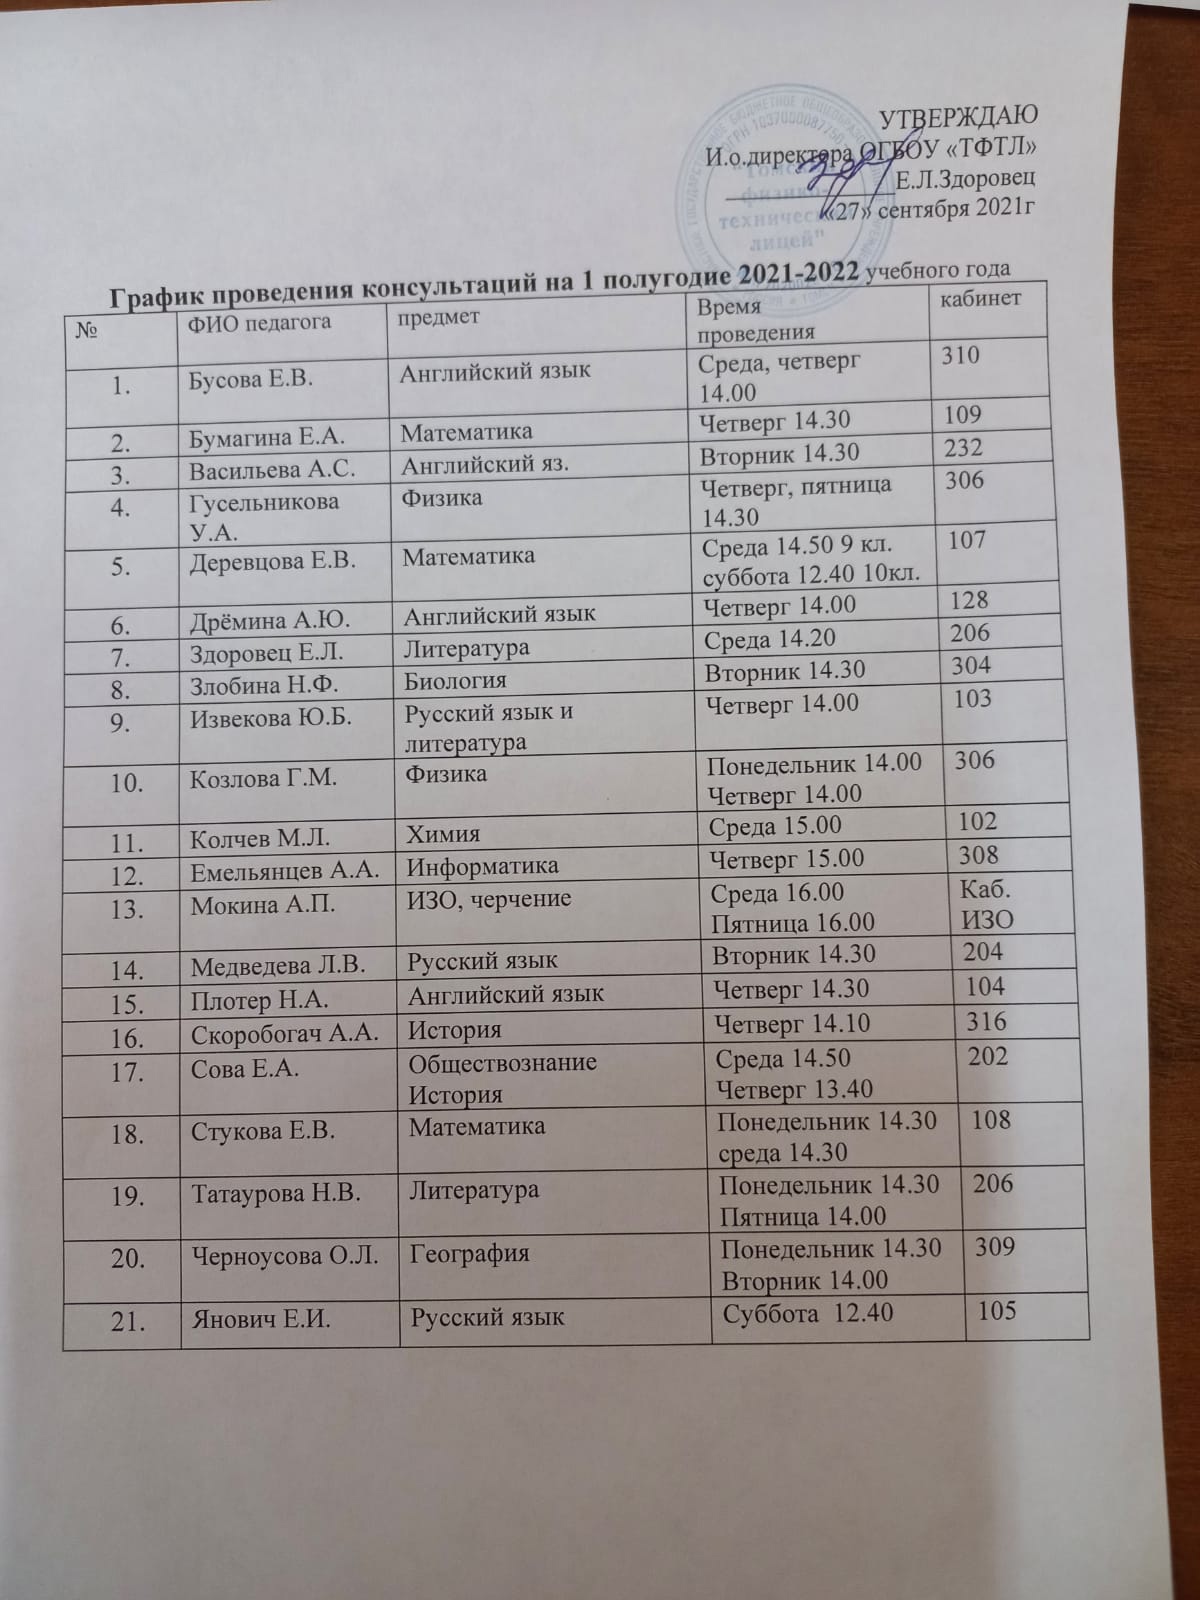 УТВЕРЖДАЮ
И.о.директора ОГБОУ «ТФТЛ»
Е.Л.Здоровец
«27» сентября 2021г
"Томский
физико-
технический
лицей"
График проведения консультаций на 1 полугодие 2021-2022 учебного года
№ ФИО педагога предмет Время кабинет
проведения
1. Бусова Е.В. Английский язык Среда, четверг 310
14.00
2. Бумагина Е.А. Математика Четверг 14.30 109
3. Васильева А.С. Английский яз. Вторник 14.30 232
4. Гусельникова Физика Четверг, пятница 306
У.А. 14.30
5. Деревцова Е.В. Математика Среда 14.50 9 кл. 107
суббота 12.40 10кл.
6. Дрёмина А.Ю. Английский язык Четверг 14.00 128
7. Здоровец Е.Л. Литература Среда 14.20 206
8. Злобина Н.Ф. Биология Вторник 14.30 304
9. Извекова Ю.Б. Русский язык и Четверг 14.00 103
литература
10. Козлова Г.М. Физика Понедельник 14.00 306
Четверг 14.00
11. Колчев М.Л. Химия Среда 15.00 102
12. Емельянцев А.А. Информатика Четверг 15.00 308
13. Мокина А.П. ИЗО, черчение Среда 16.00 Каб.
Пятница 16.00 ИЗО
14. Медведева Л.В. Русский язык Вторник 14.30 204
15. Плотер Н.А. Английский язык Четверг 14.30 104
16. Скоробогач А.А. История Четверг 14.10 316
17. Сова Е.А. Обществознание Среда 14.50 202
История Четверг 13.40
18. Стукова Е.В. Математика Понедельник 14.30 108
среда 14.30
19. Татаурова Н.В. Литература Понедельник 14.30 206
Пятница 14.00
20. Черноусова О.Л. География Понедельник 14.30 309
Вторник 14.00
21. Янович Е.И. Русский язык Суббота 12.40 105